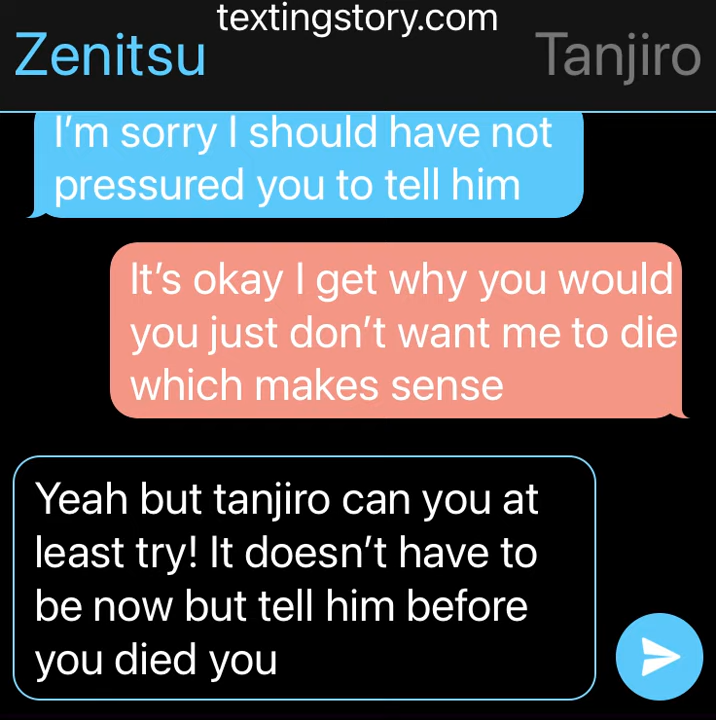 textingstory.com
Zenitsu Tanjiro
I'm sorry I should have not
pressured you to tell him
It's okay I get why you would
you just don't want me to die
which makes sense
Yeah but tanjiro can you at
least try! It doesn't have to
be now but tell him before
you died you